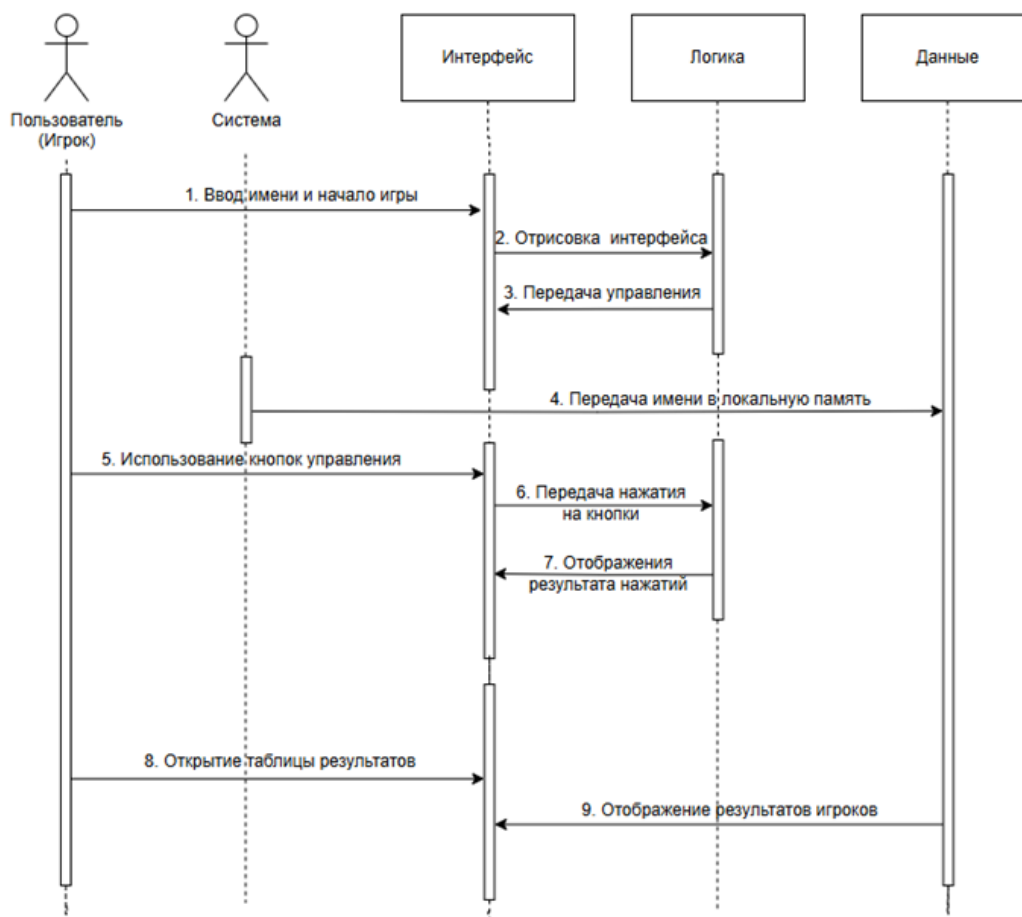 Интерфейс
Логика
Данные
Пользователь
(Игрок)
Система
1. Ввод имени и начало игры
2. Отрисовка интерфейса
3. Передача управления
4. Передача имени в локальную память
5. Использование кнопок управления
6. Передача нажатия
на кнопки
7. Отображения
результата нажатий
8. Открытие таблицы результатов
9. Отображение результатов игроков